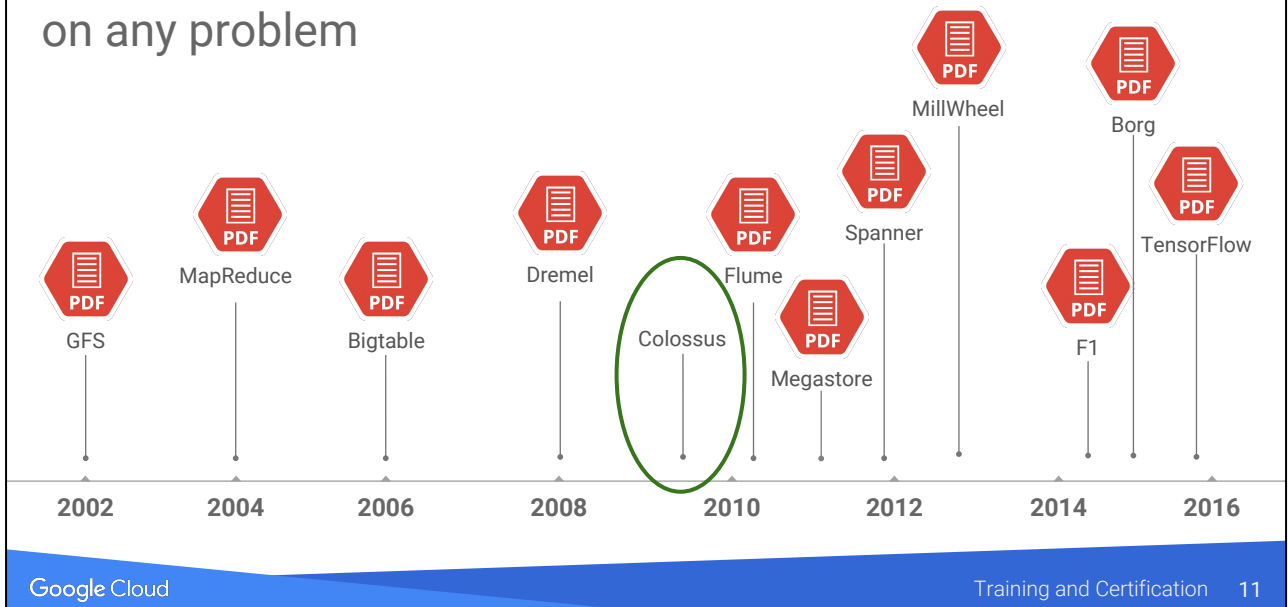 on any problem
PDF
GFS
PDF
MapReduce
PDF
Bigtable
PDF
Dremel
Colossus
PDF
Flume
PDF
Megastore
PDF
Spanner
PDF
MillWheel
PDF
F1
PDF
Borg
PDF
TensorFlow
2002 2004 2006 2008 2010 2012 2014 2016
Google Cloud
Training and Certification 11